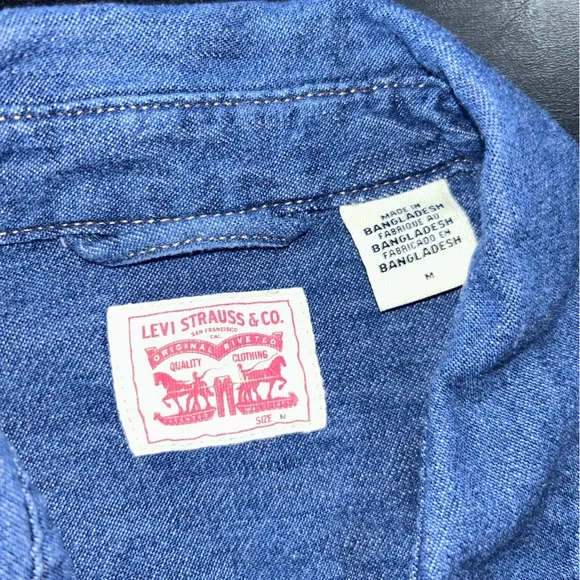 MADE IN
BANGLADESH
FABRIQUE AU
BANGLADESH
FABRICADO EN
BANGLADESH
M
LEVI STRAUSS & CO.
SAN FRANCISCO
CAL.
ORIGINAL RIVETED
QUALITY CLOTHING
SIZE M